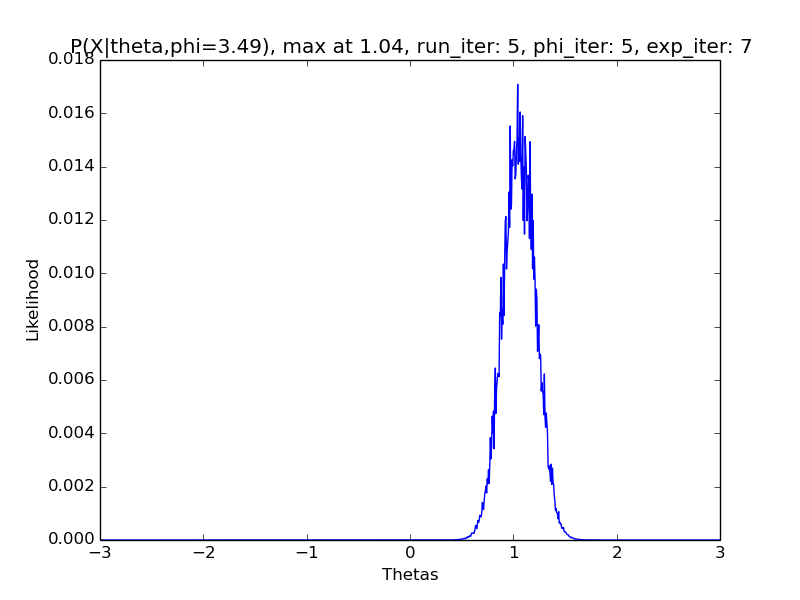 P(X|theta,phi=3.49), max at 1.04, run_iter: 5, phi_iter: 5, exp_iter: 7
0.018
0.016
0.014
0.012
0.010
0.008
0.006
0.004
0.002
0.000
Likelihood
−3 −2 −1 0 1 2 3
Thetas